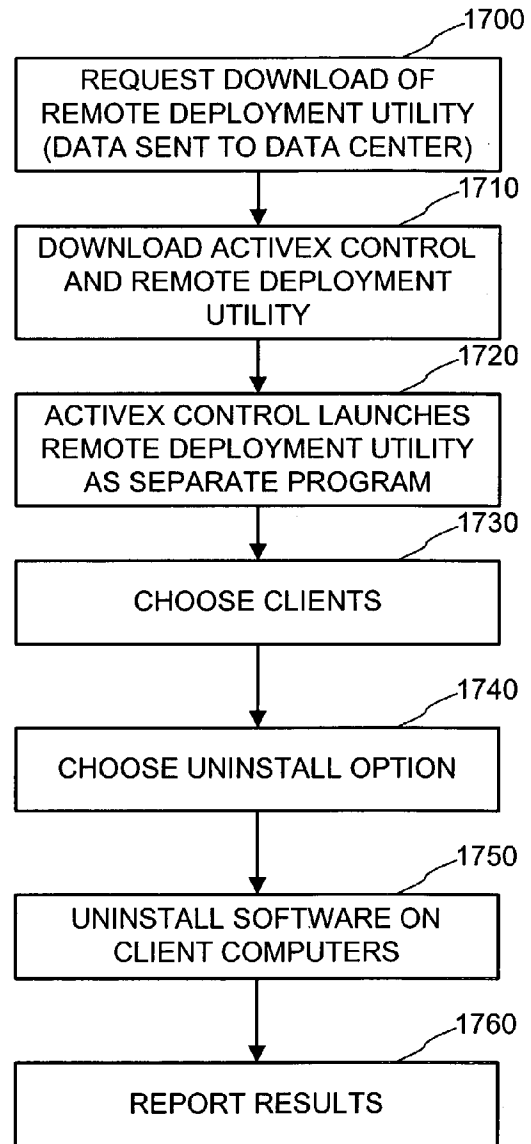 1700
REQUEST DOWNLOAD OF
REMOTE DEPLOYMENT UTILITY
(DATA SENT TO DATA CENTER)
1710
DOWNLOAD ACTIVEX CONTROL
AND REMOTE DEPLOYMENT
UTILITY
1720
ACTIVEX CONTROL LAUNCHES
REMOTE DEPLOYMENT UTILITY
AS SEPARATE PROGRAM
1730
CHOOSE CLIENTS
1740
CHOOSE UNINSTALL OPTION
1750
UNINSTALL SOFTWARE ON
CLIENT COMPUTERS
1760
REPORT RESULTS